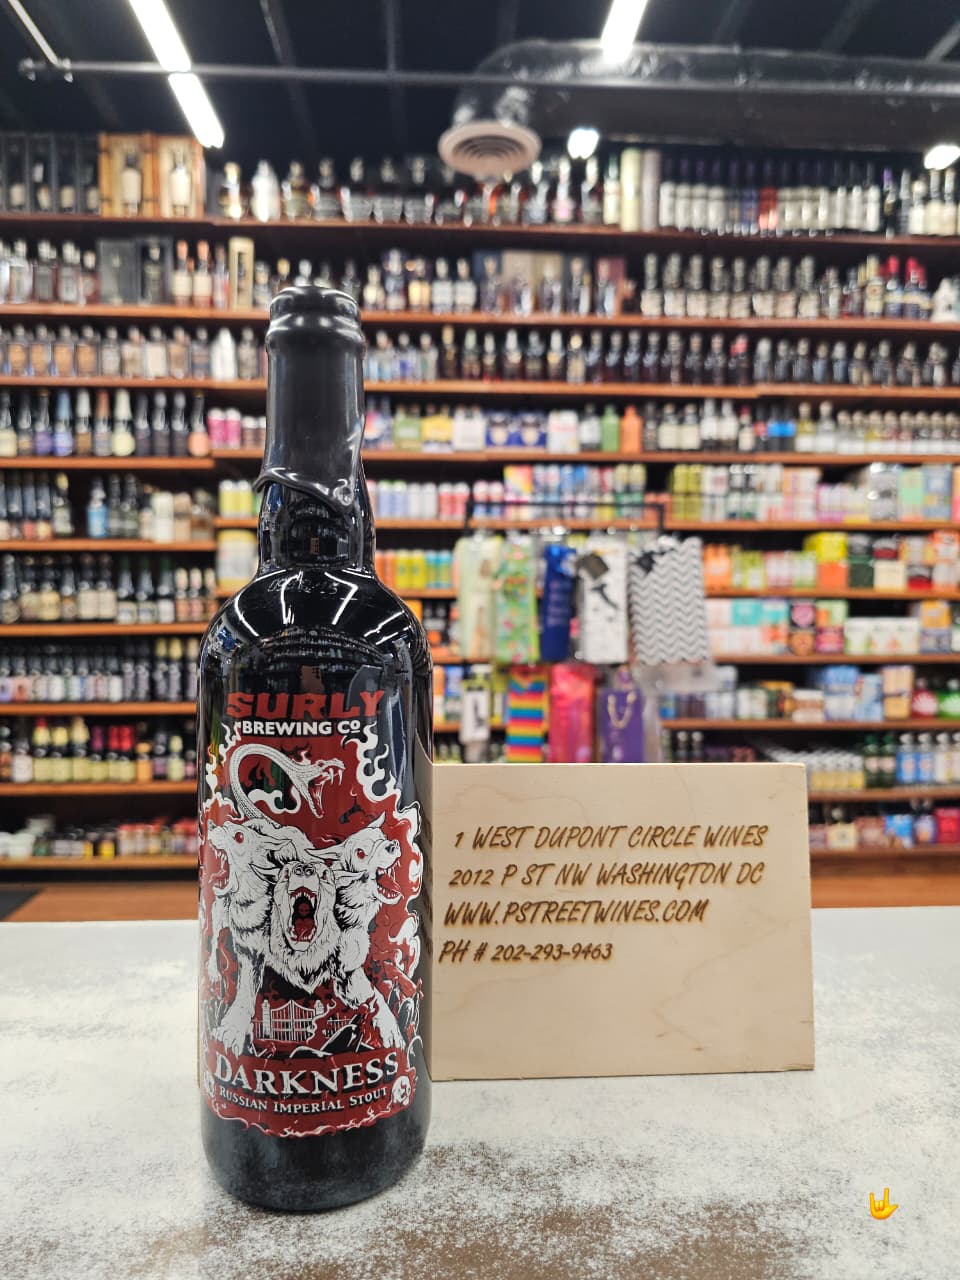 SURLY
BREWING CO
DARKNESS
RUSSIAN IMPERIAL STOUT
1 WEST DUPONT CIRCLE WINES
2012 P ST NW WASHINGTON DC
WWW.PSTREETWINES.COM
PH # 202-293-9463